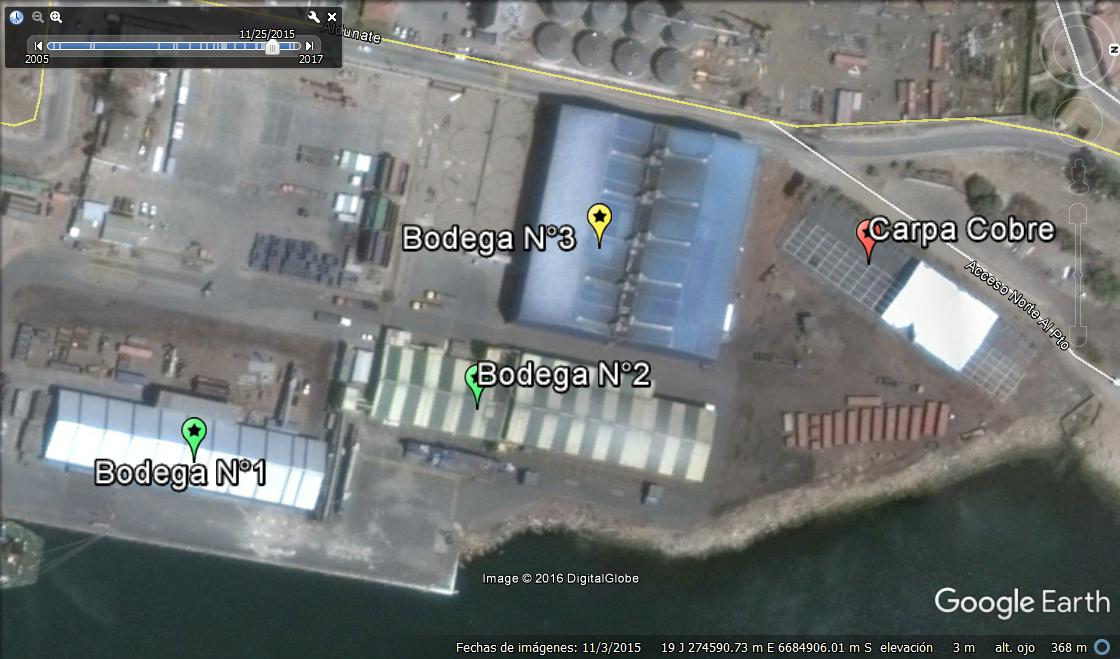 11/25/2015
2005
2017
Aldunate
N
Carpa Cobre
Bodega N°3
Acceso Norte Al Pto
Bodega N°2
Bodega N°1
Image © 2016 DigitalGlobe
Google Earth
Fechas de imágenes: 11/3/2015 19 J 274590.73 m E 6684906.01 m S elevación 3 m alt. ojo 368 m